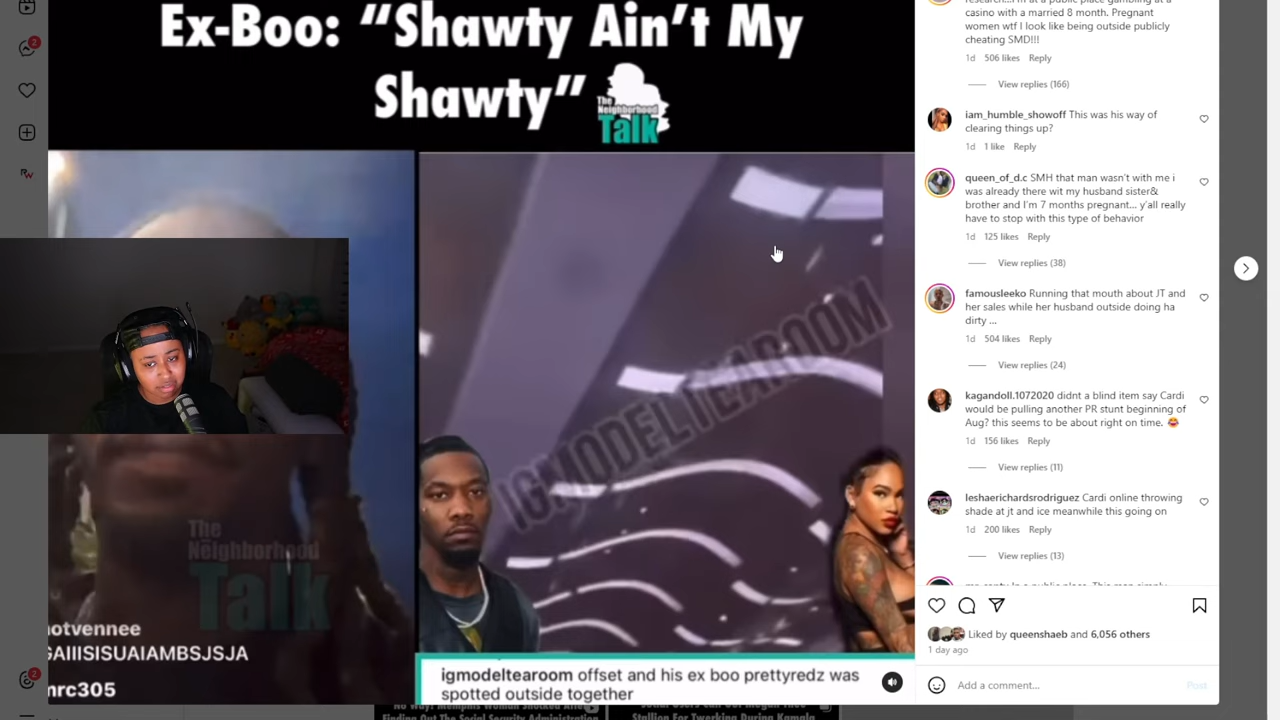 Ex-Boo: “Shawty Ain’t My
Shawty”
The
Neighborhood
Talk
IGMODELTEAROOM
The
Neighborhood
Talk
notvennee
GAIIISISUAIAMBSJSJA
mrc305
igmodeltearoom offset and his ex boo prettyredz was
spotted outside together
2
RW
2
research...I'm at a public place gambling at a
casino with a married 8 month. Pregnant
women wtf I look like being outside publicly
cheating SMD!!!
1d 506 likes Reply
View replies (166)
iam_humble_showoff This was his way of
clearing things up?
1d 1 like Reply
queen_of_d.c SMH that man wasn't with me i
was already there wit my husband sister&
brother and I'm 7 months pregnant... y'all really
have to stop with this type of behavior
1d 125 likes Reply
View replies (38)
famousleeko Running that mouth about JT and
her sales while her husband outside doing ha
dirty ...
1d 504 likes Reply
View replies (24)
kagandoll.1072020 didnt a blind item say Cardi
would be pulling another PR stunt beginning of
Aug? this seems to be about right on time. 😂
1d 156 likes Reply
View replies (11)
leshaerichardsrodriguez Cardi online throwing
shade at jt and ice meanwhile this going on
1d 200 likes Reply
View replies (13)
Liked by queenshaeb and 6,056 others
1 day ago
Add a comment...
Post